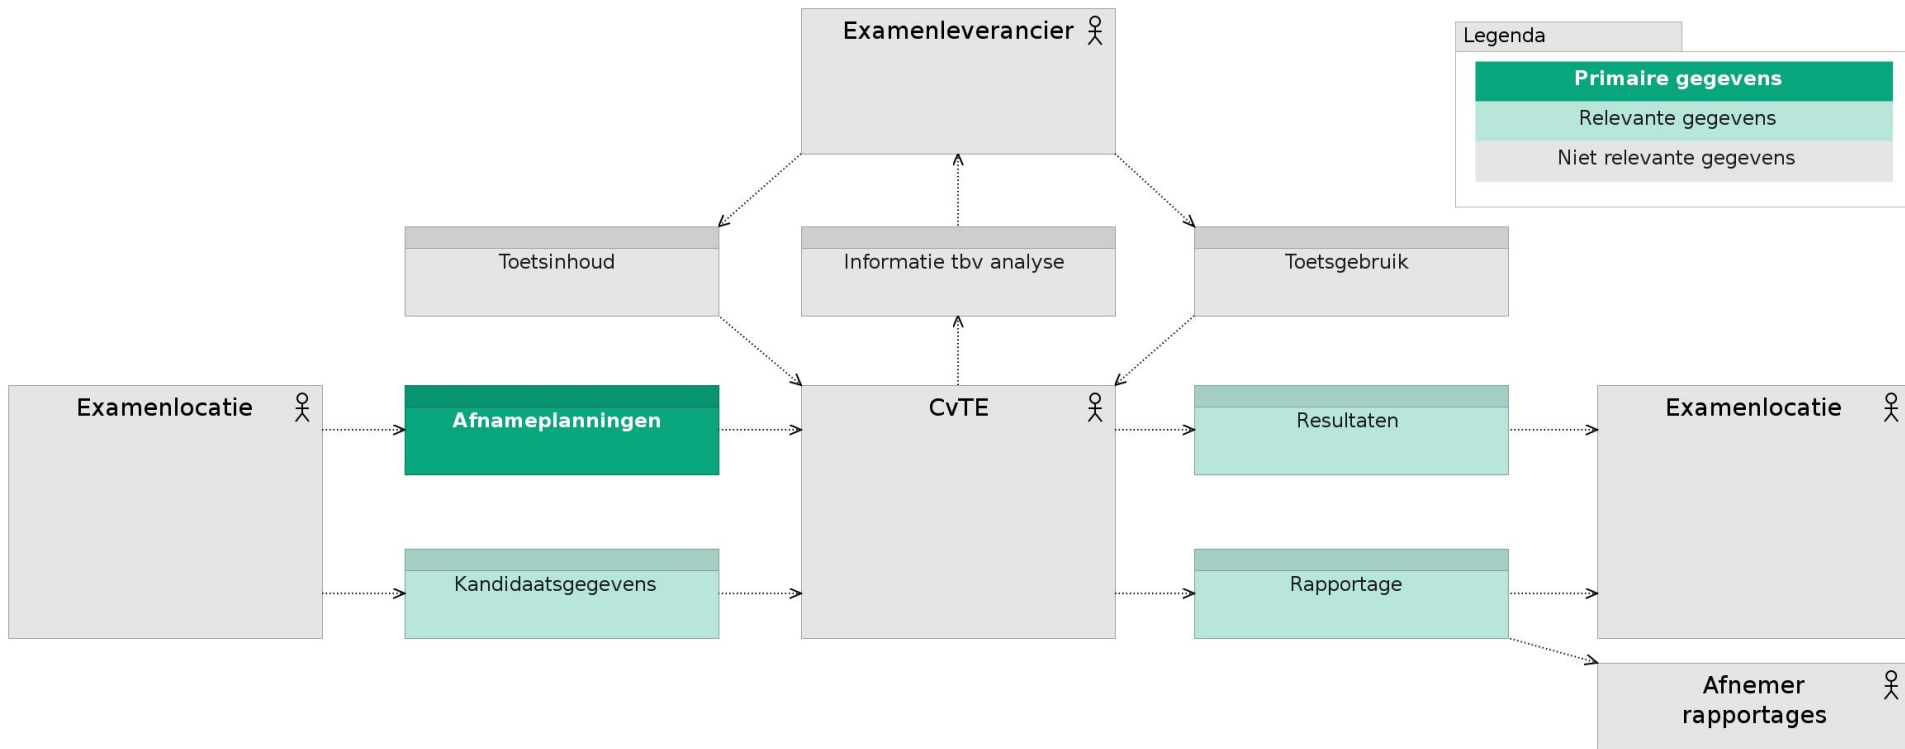 Examenleverancier
Legenda
Primaire gegevens
Relevante gegevens
Niet relevante gegevens
Toetsinhoud
Informatie tbv analyse
Toetsgebruik
Examenlocatie
Afnameplanningen
CvTE
Resultaten
Examenlocatie
Kandidaatsgegevens
Rapportage
Afnemer
rapportages